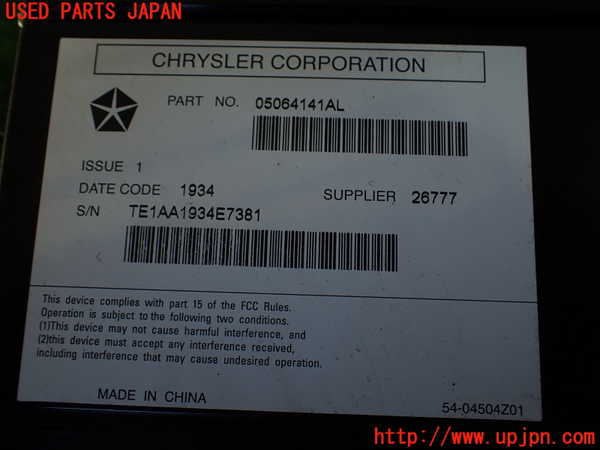 USED PARTS JAPAN
CHRYSLER CORPORATION
PART NO. 05064141AL
ISSUE 1
DATE CODE 1934
SUPPLIER 26777
S/N TE1AA1934E7381
This device complies with part 15 of the FCC Rules.
Operation is subject to the following two conditions.
(1)This device may not cause harmful interference, and
(2)this device must accept any interference received,
including interference that may cause undesired operation.
MADE IN CHINA
54-04504Z01
http://www.upjpn.com/